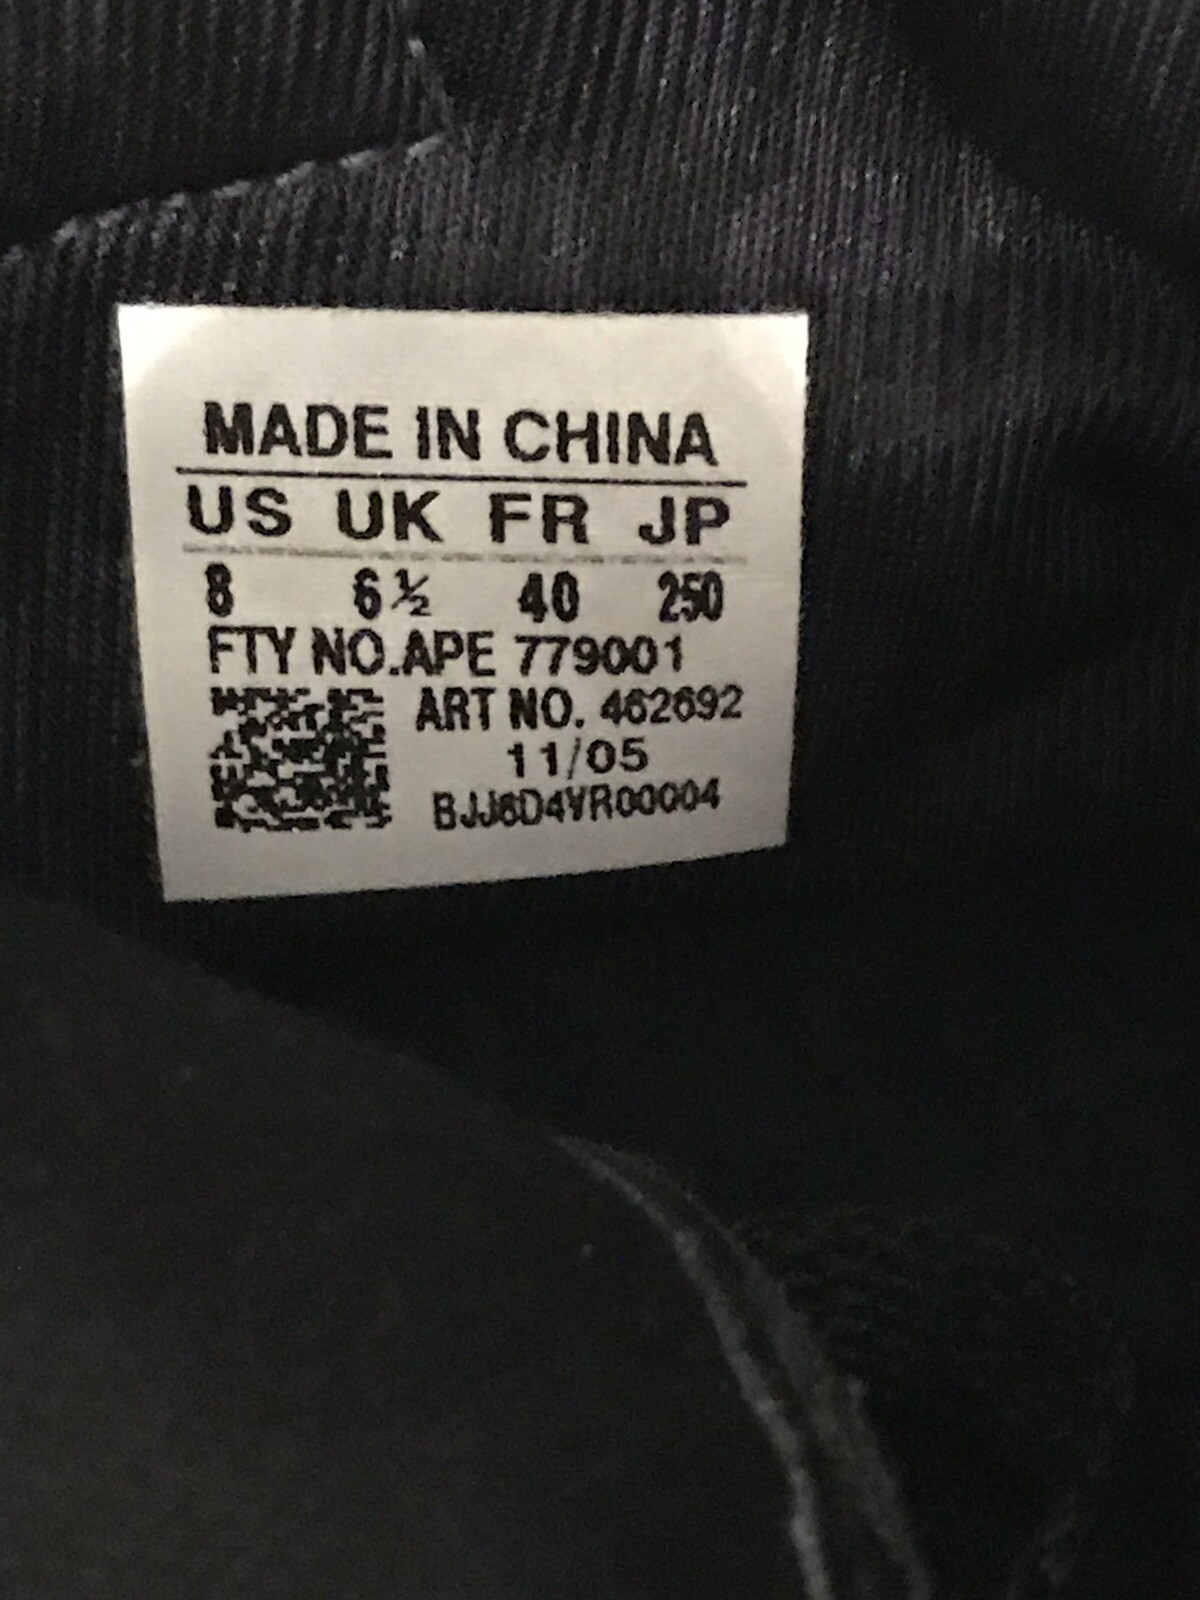 MADE IN CHINA
US UK FR JP
8 6½ 40 250
FTY NO.APE 779001
ART NO. 462692
11/05
BJJ6D4VR00004